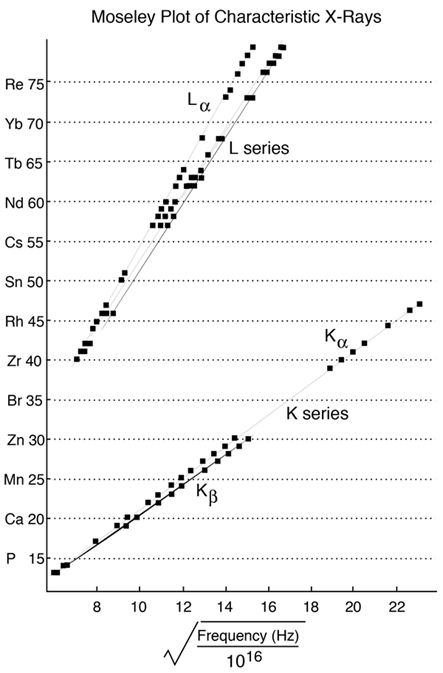 Moseley Plot of Characteristic X-Rays
Re 75
Yb 70
Tb 65
Nd 60
Cs 55
Sn 50
Rh 45
Zr 40
Br 35
Zn 30
Mn 25
Ca 20
P 15
Lα
L series
Kα
K series
Kβ
8 10 12 14 16 18 20 22
√ Frequency (Hz)
10^16